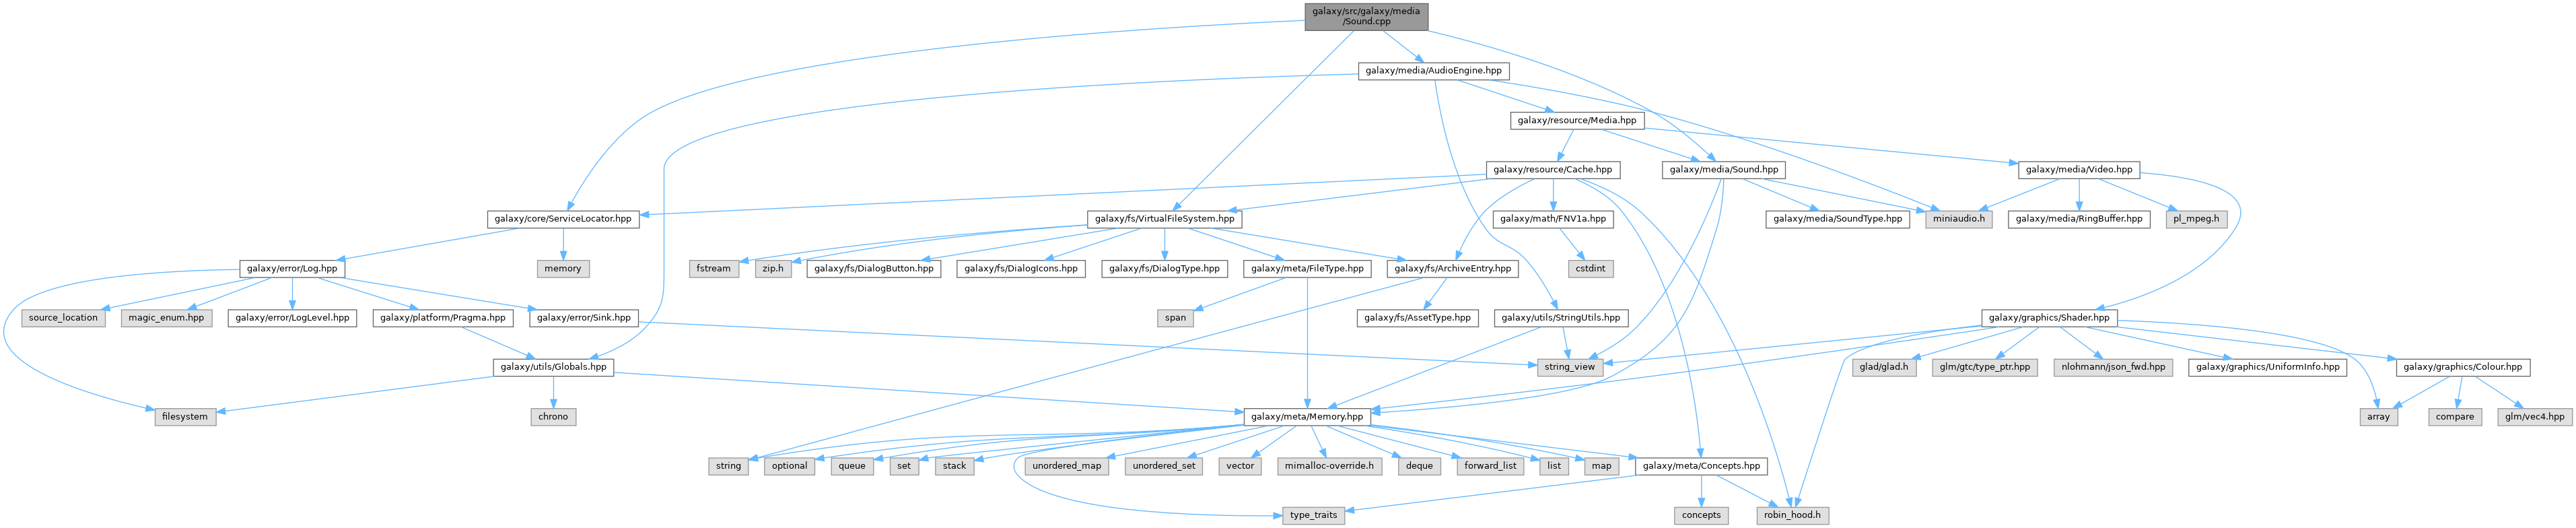 galaxy/src/galaxy/media
/Sound.cpp
galaxy/media/AudioEngine.hpp
galaxy/resource/Media.hpp
galaxy/resource/Cache.hpp
galaxy/media/Sound.hpp
galaxy/media/Video.hpp
galaxy/core/ServiceLocator.hpp
galaxy/fs/VirtualFileSystem.hpp
galaxy/math/FNV1a.hpp
galaxy/media/SoundType.hpp
miniaudio.h
galaxy/media/RingBuffer.hpp
pl_mpeg.h
galaxy/error/Log.hpp
memory
fstream
zip.h
galaxy/fs/DialogButton.hpp
galaxy/fs/DialogIcons.hpp
galaxy/fs/DialogType.hpp
galaxy/meta/FileType.hpp
galaxy/fs/ArchiveEntry.hpp
cstdint
source_location
magic_enum.hpp
galaxy/error/LogLevel.hpp
galaxy/platform/Pragma.hpp
galaxy/error/Sink.hpp
span
galaxy/fs/AssetType.hpp
galaxy/utils/StringUtils.hpp
galaxy/graphics/Shader.hpp
galaxy/utils/Globals.hpp
string_view
glad/glad.h
glm/gtc/type_ptr.hpp
nlohmann/json_fwd.hpp
galaxy/graphics/UniformInfo.hpp
galaxy/graphics/Colour.hpp
filesystem
chrono
galaxy/meta/Memory.hpp
array
compare
glm/vec4.hpp
string
optional
queue
set
stack
unordered_map
unordered_set
vector
mimalloc-override.h
deque
forward_list
list
map
galaxy/meta/Concepts.hpp
type_traits
concepts
robin_hood.h